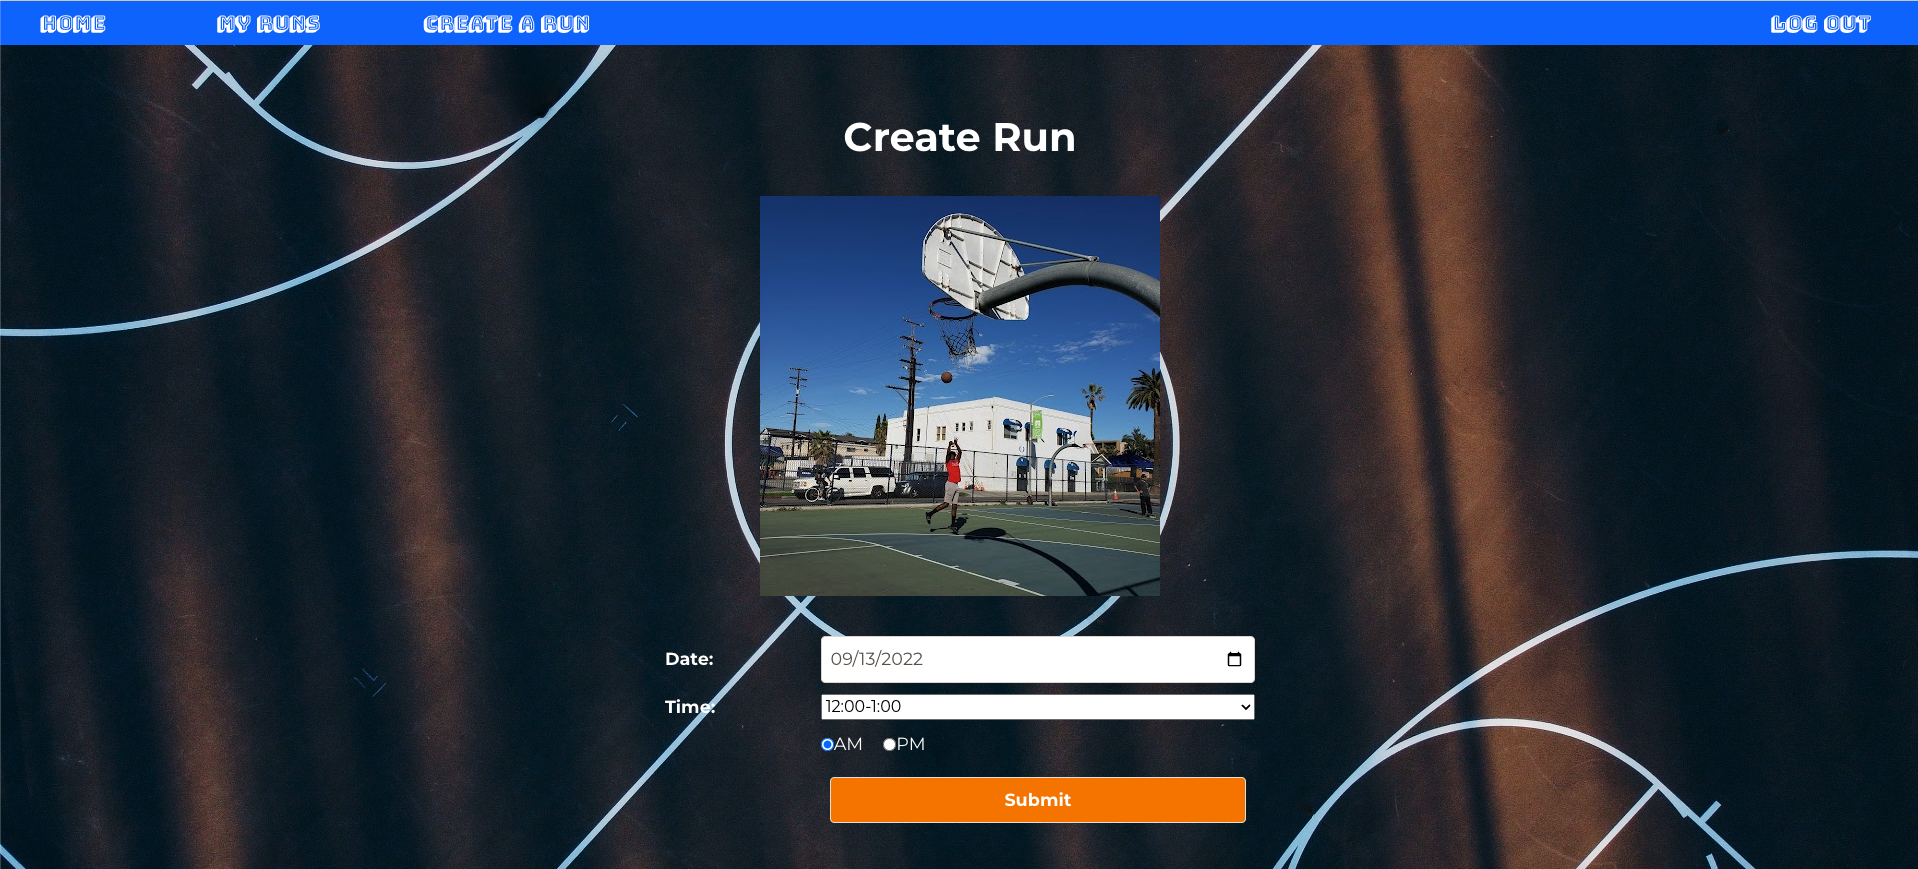 HOME MY RUNS CREATE A RUN LOG OUT
Create Run
Date: 09/13/2022
Time: 12:00-1:00
AM PM
Submit